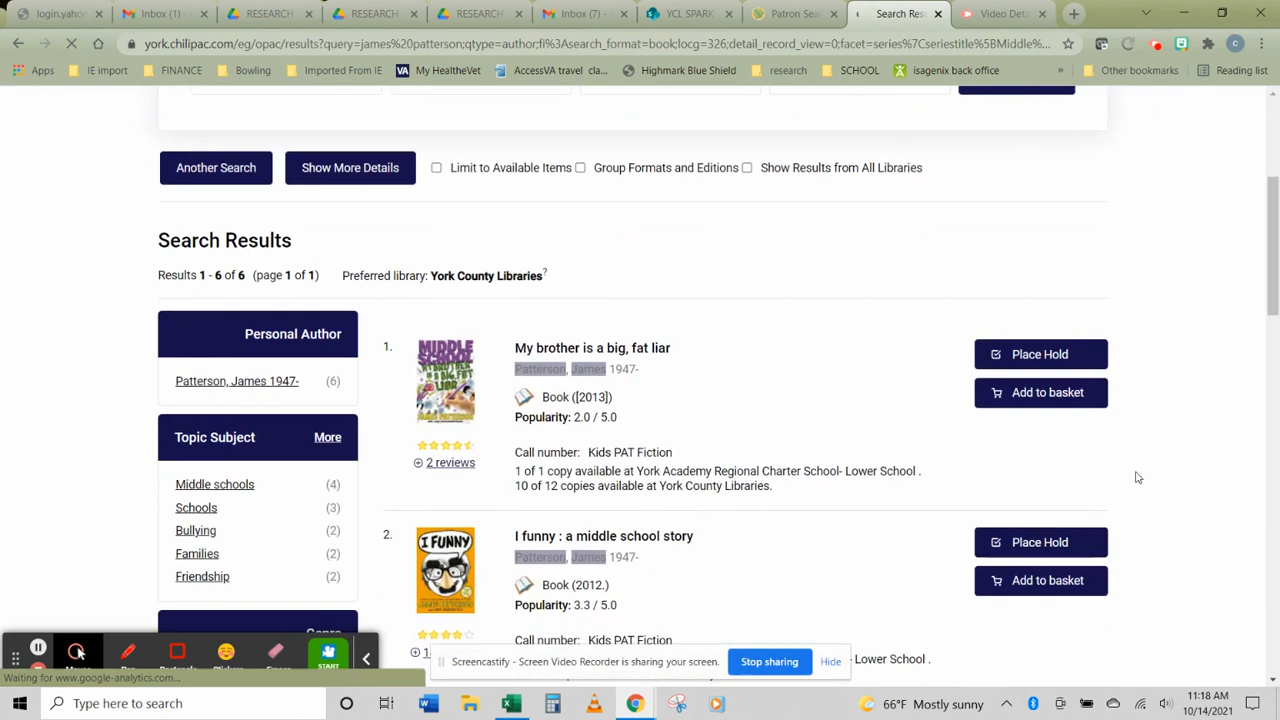 login.yaho
Inbox (1) -
RESEARCH
RESEARCH
RESEARCH
Inbox (7) -
YCL SPARK
Patron Sear
Search Res
Video Deta
york.chilipac.com/eg/opac/results?query=james%20patterson;qtype=author;fi%3Asearch_format=book;locg=326;detail_record_view=0;facet=series%7Cseriestitle%5BMiddle%...
Apps
IE import
FINANCE
Bowling
Imported From IE
My HealtheVet
AccessVA travel cla...
Highmark Blue Shield
research
SCHOOL
isagenix back office
»
Other bookmarks
Reading list
Another Search
Show More Details
Limit to Available Items
Group Formats and Editions
Show Results from All Libraries
Search Results
Results 1 - 6 of 6 (page 1 of 1)
Preferred library: York County Libraries?
Personal Author
Patterson, James 1947- (6)
Topic Subject More
Middle schools (4)
Schools (3)
Bullying (2)
Families (2)
Friendship (2)
Genre
1.
MIDDLE SCHOOL
My brother is a big, fat liar
Patterson, James 1947-
Book ([2013])
Popularity: 2.0 / 5.0
2 reviews
Call number: Kids PAT Fiction
1 of 1 copy available at York Academy Regional Charter School- Lower School .
10 of 12 copies available at York County Libraries.
Place Hold
Add to basket
2.
I FUNNY
I funny : a middle school story
Patterson, James 1947-
Book (2012.)
Popularity: 3.3 / 5.0
Call number: Kids PAT Fiction
- Lower School .
Place Hold
Add to basket
START
Screencastify - Screen Video Recorder is sharing your screen.
Stop sharing
Hide
Waiting for www.google-analytics.com...
Type here to search
66°F Mostly sunny
11:18 AM
10/14/2021